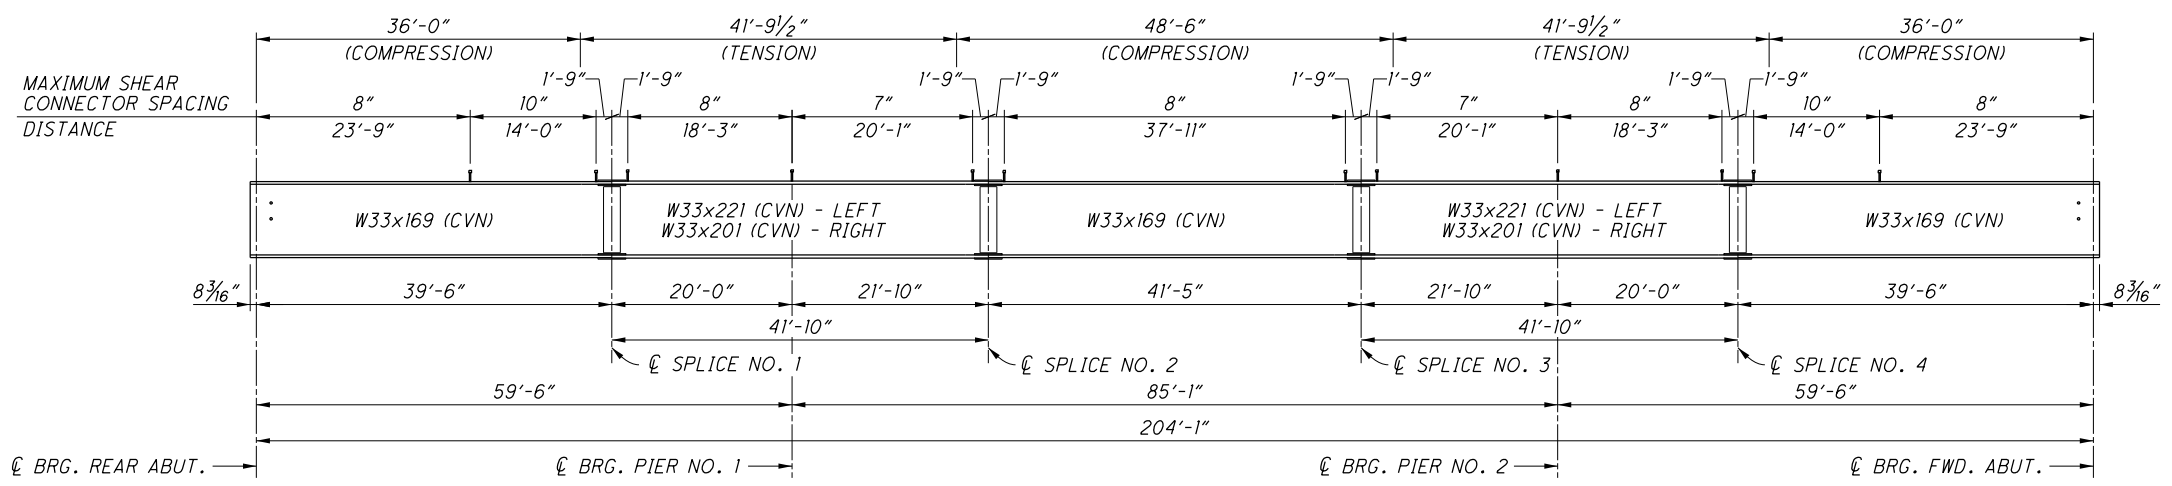 36'-0" 41'-9½" 48'-6" 41'-9½" 36'-0"
(COMPRESSION) (TENSION) (COMPRESSION) (TENSION) (COMPRESSION)
MAXIMUM SHEAR 1'-9" 1'-9" 1'-9" 1'-9" 1'-9" 1'-9" 1'-9" 1'-9"
CONNECTOR SPACING 8" 10" 8" 7" 8" 7" 8" 10" 8"
DISTANCE 23'-9" 14'-0" 18'-3" 20'-1" 37'-11" 20'-1" 18'-3" 14'-0" 23'-9"
W33x221 (CVN) - LEFT W33x221 (CVN) - LEFT
W33x169 (CVN) W33x169 (CVN) W33x169 (CVN)
W33x201 (CVN) - RIGHT W33x201 (CVN) - RIGHT
8 3/16" 39'-6" 20'-0" 21'-10" 41'-5" 21'-10" 20'-0" 39'-6" 8 3/16"
41'-10" 41'-10"
℄ SPLICE NO. 1 ℄ SPLICE NO. 2 ℄ SPLICE NO. 3 ℄ SPLICE NO. 4
59'-6" 85'-1" 59'-6"
204'-1"
℄ BRG. REAR ABUT. ℄ BRG. PIER NO. 1 ℄ BRG. PIER NO. 2 ℄ BRG. FWD. ABUT.